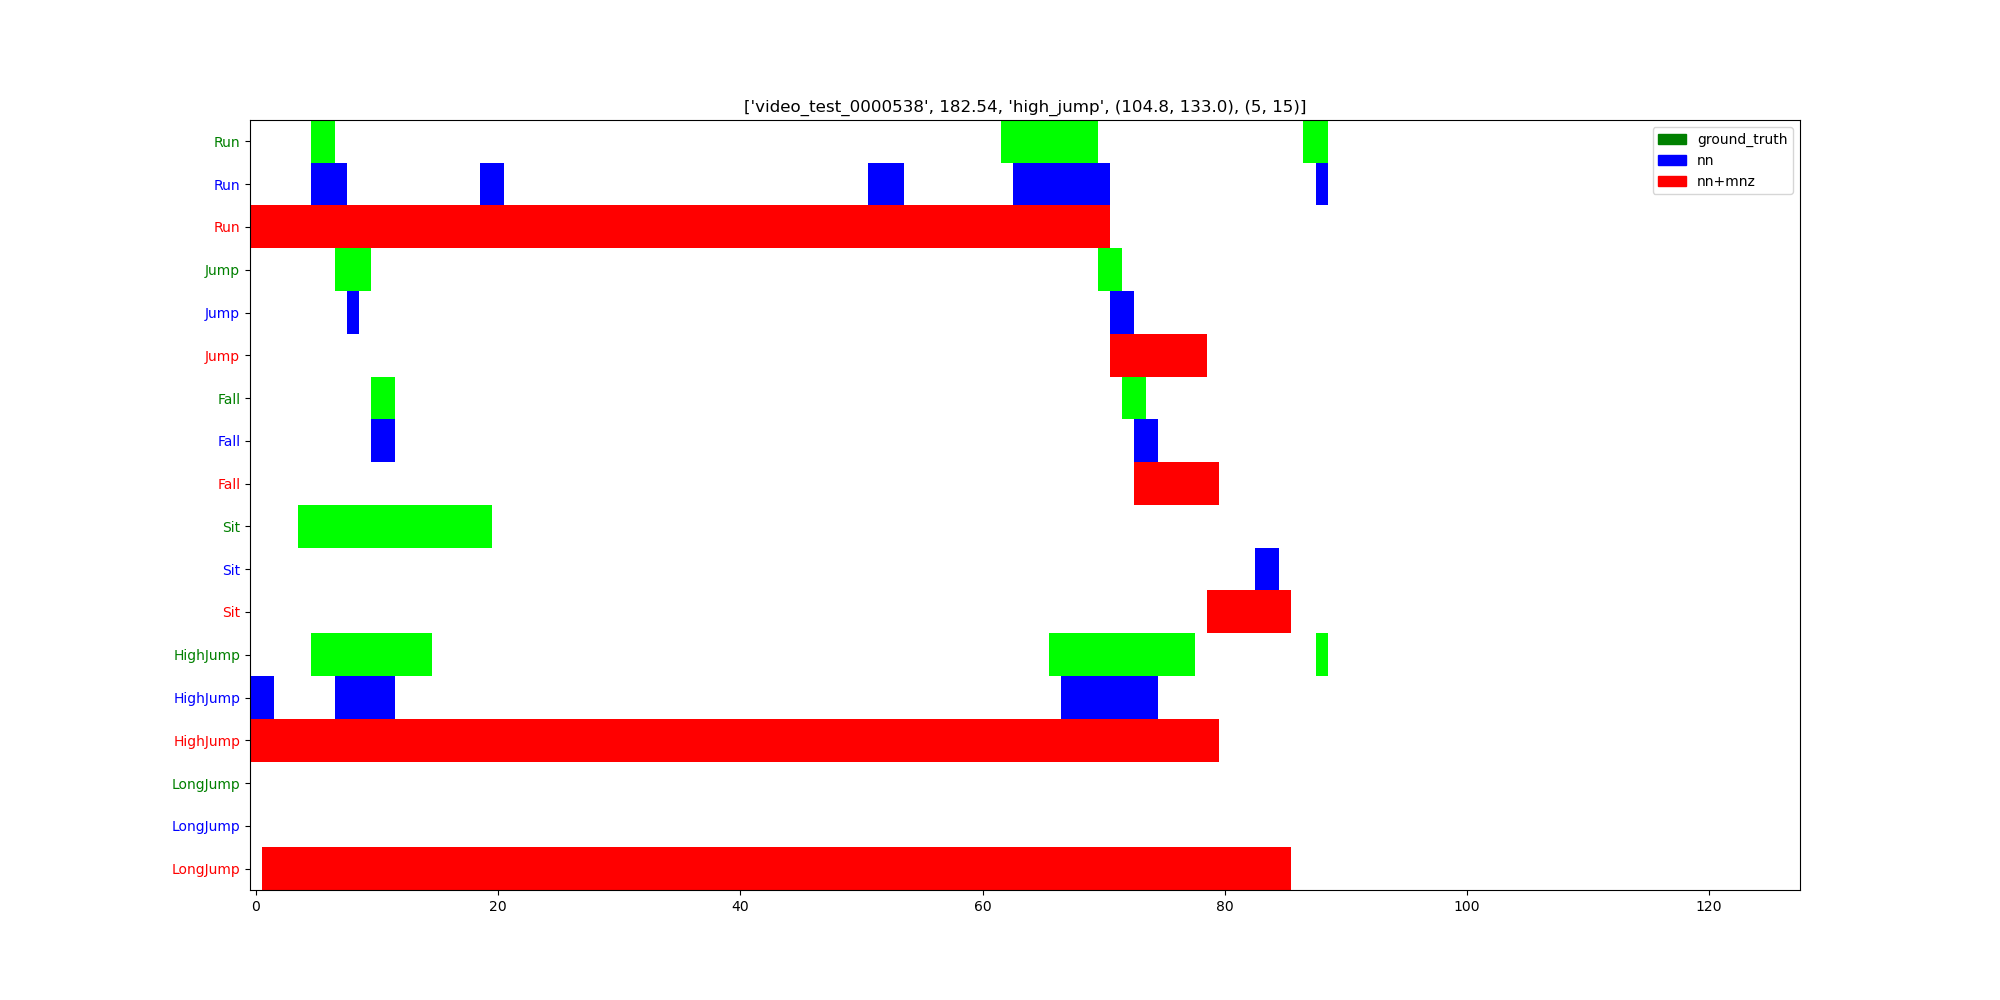 ['video_test_0000538', 182.54, 'high_jump', (104.8, 133.0), (5, 15)]
Run
Run
Run
Jump
Jump
Jump
Fall
Fall
Fall
Sit
Sit
Sit
HighJump
HighJump
HighJump
LongJump
LongJump
LongJump
ground_truth
nn
nn+mnz
0 20 40 60 80 100 120